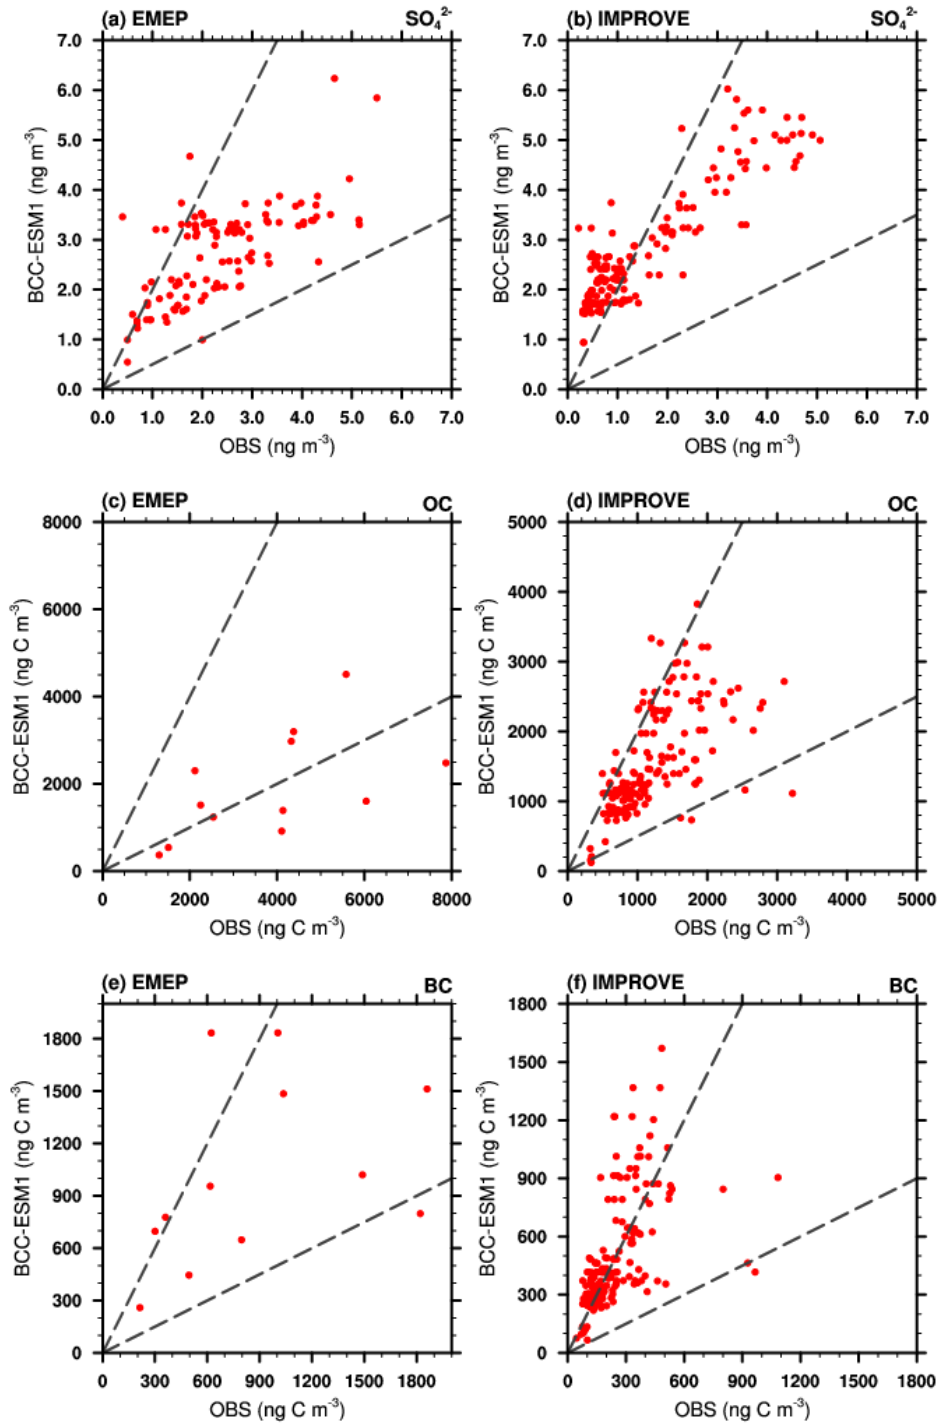 (a) EMEP SO₄²⁻
7.0
6.0
5.0
4.0
3.0
2.0
1.0
0.0
BCC-ESM1 (ng m⁻³)
0.0 1.0 2.0 3.0 4.0 5.0 6.0 7.0
OBS (ng m⁻³)
(b) IMPROVE SO₄²⁻
7.0
6.0
5.0
4.0
3.0
2.0
1.0
0.0
BCC-ESM1 (ng m⁻³)
0.0 1.0 2.0 3.0 4.0 5.0 6.0 7.0
OBS (ng m⁻³)
(c) EMEP OC
8000
6000
4000
2000
0
BCC-ESM1 (ng C m⁻³)
0 2000 4000 6000 8000
OBS (ng C m⁻³)
(d) IMPROVE OC
5000
4000
3000
2000
1000
0
BCC-ESM1 (ng C m⁻³)
0 1000 2000 3000 4000 5000
OBS (ng C m⁻³)
(e) EMEP BC
1800
1500
1200
900
600
300
0
BCC-ESM1 (ng C m⁻³)
0 300 600 900 1200 1500 1800
OBS (ng C m⁻³)
(f) IMPROVE BC
1800
1500
1200
900
600
300
0
BCC-ESM1 (ng C m⁻³)
0 300 600 900 1200 1500 1800
OBS (ng C m⁻³)